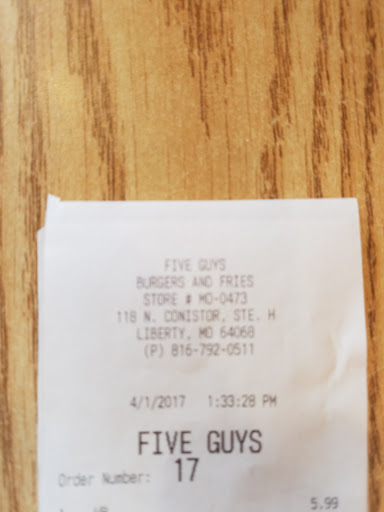 FIVE GUYS
BURGERS AND FRIES
STORE # MO-0473
118 N. CONISTOR, STE. H
LIBERTY, MO 64068
(P) 816-792-0511
4/1/2017 1:33:28 PM
FIVE GUYS
Order Number: 17
HB 5.99